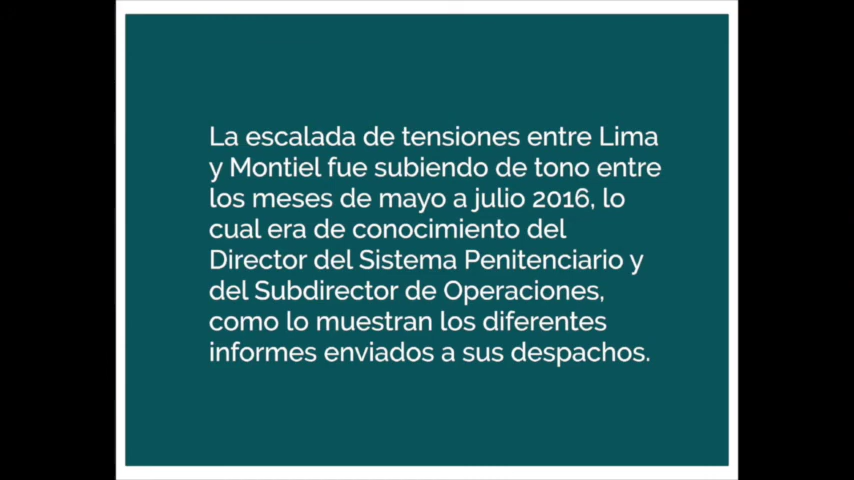 La escalada de tensiones entre Lima
y Montiel fue subiendo de tono entre
los meses de mayo a julio 2016, lo
cual era de conocimiento del
Director del Sistema Penitenciario y
del Subdirector de Operaciones,
como lo muestran los diferentes
informes enviados a sus despachos.